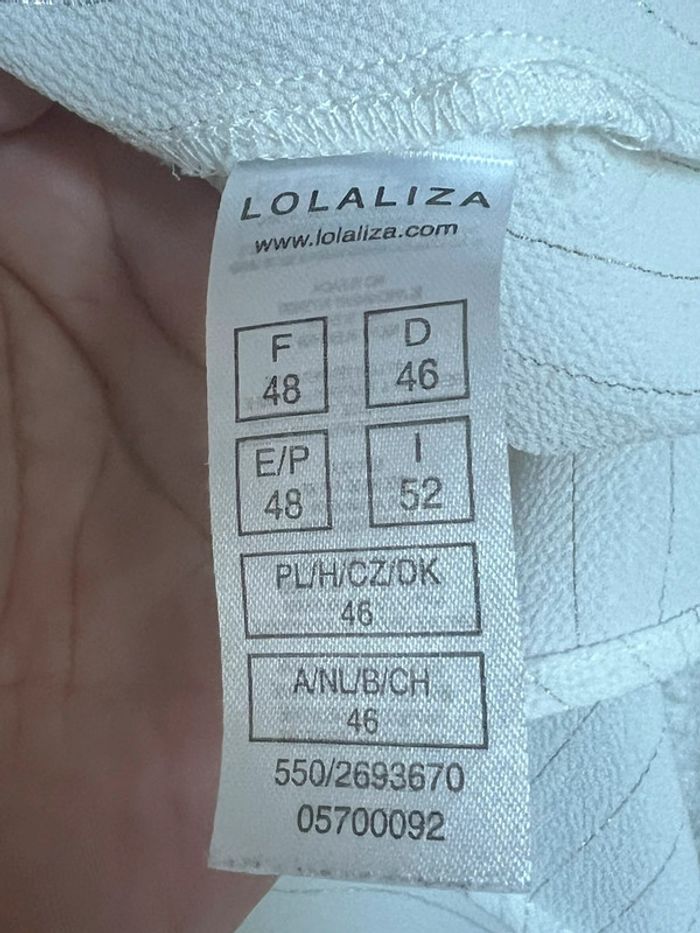 LOLALIZA
www.lolaliza.com
F D
48 46
E/P I
48 52
PL/H/CZ/DK
46
A/NL/B/CH
46
550/2693670
05700092